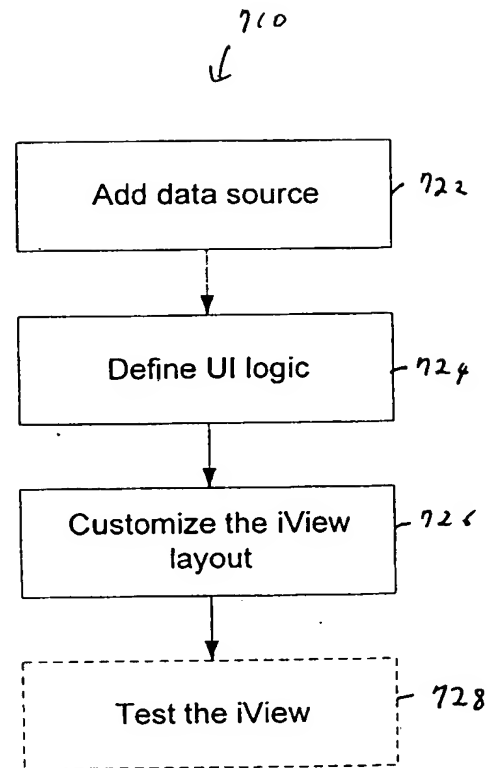 710
Add data source
722
Define UI logic
724
Customize the iView
layout
726
Test the iView
728